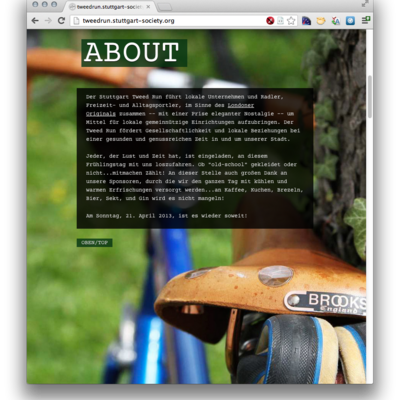 tweedrun.stuttgart-societ
tweedrun.stuttgart-society.org
ABOUT
Der Stuttgart Tweed Run führt lokale Unternehmen und Radler,
Freizeit- und Alltagsportler, im Sinne des Londoner
Originals zusammen -- mit einer Prise eleganter Nostalgie -- um
Mittel für lokale gemeinnützige Einrichtungen aufzubringen. Der
Tweed Run fördert Gesellschaftlichkeit und lokale Beziehungen bei
einer gesunden und genussreichen Zeit in und um unserer Stadt.
Jeder, der Lust und Zeit hat, ist eingeladen, an diesem
Frühlingstag mit uns loszufahren. Ob "old-school" gekleidet oder
nicht...mitmachen zählt! An dieser Stelle auch großen Dank an
unsere Sponsoren, durch die wir den ganzen Tag mit kühlen und
warmen Erfrischungen versorgt werden...an Kaffee, Kuchen, Brezeln,
Bier, Sekt, und Gin wird es nicht mangeln!
Am Sonntag, 21. April 2013, ist es wieder soweit!
OBEN/TOP
BROOKS
England